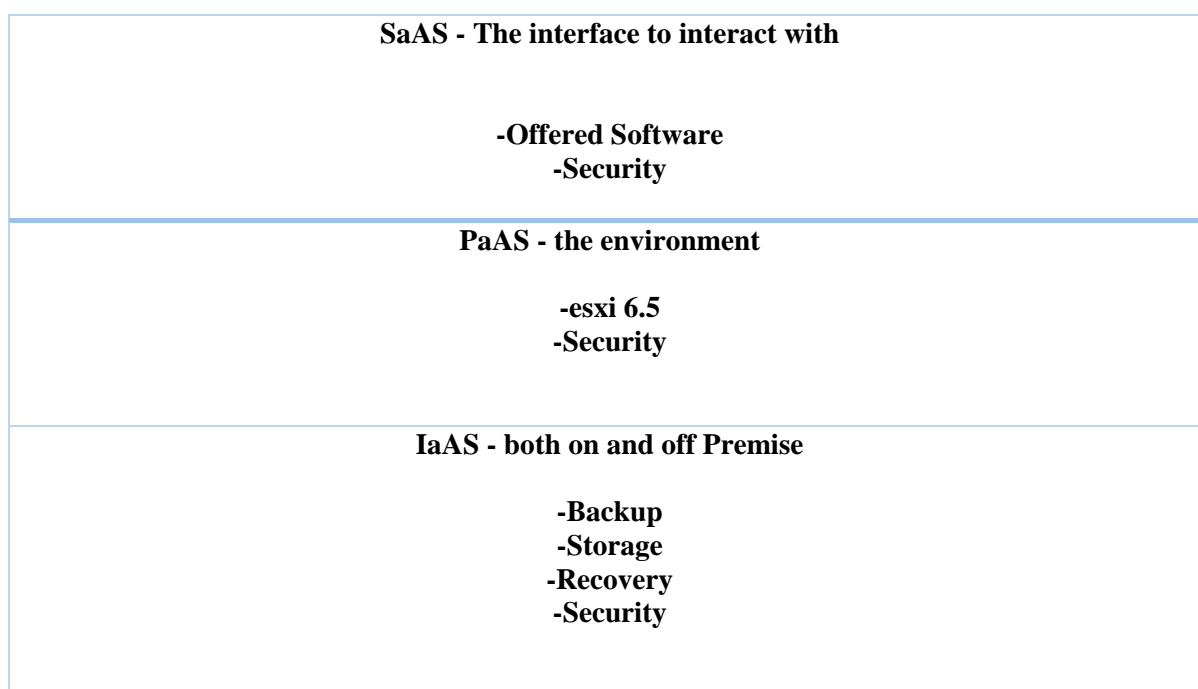 SaAS - The interface to interact with
-Offered Software
-Security
PaAS - the environment
-esxi 6.5
-Security
IaAS - both on and off Premise
-Backup
-Storage
-Recovery
-Security